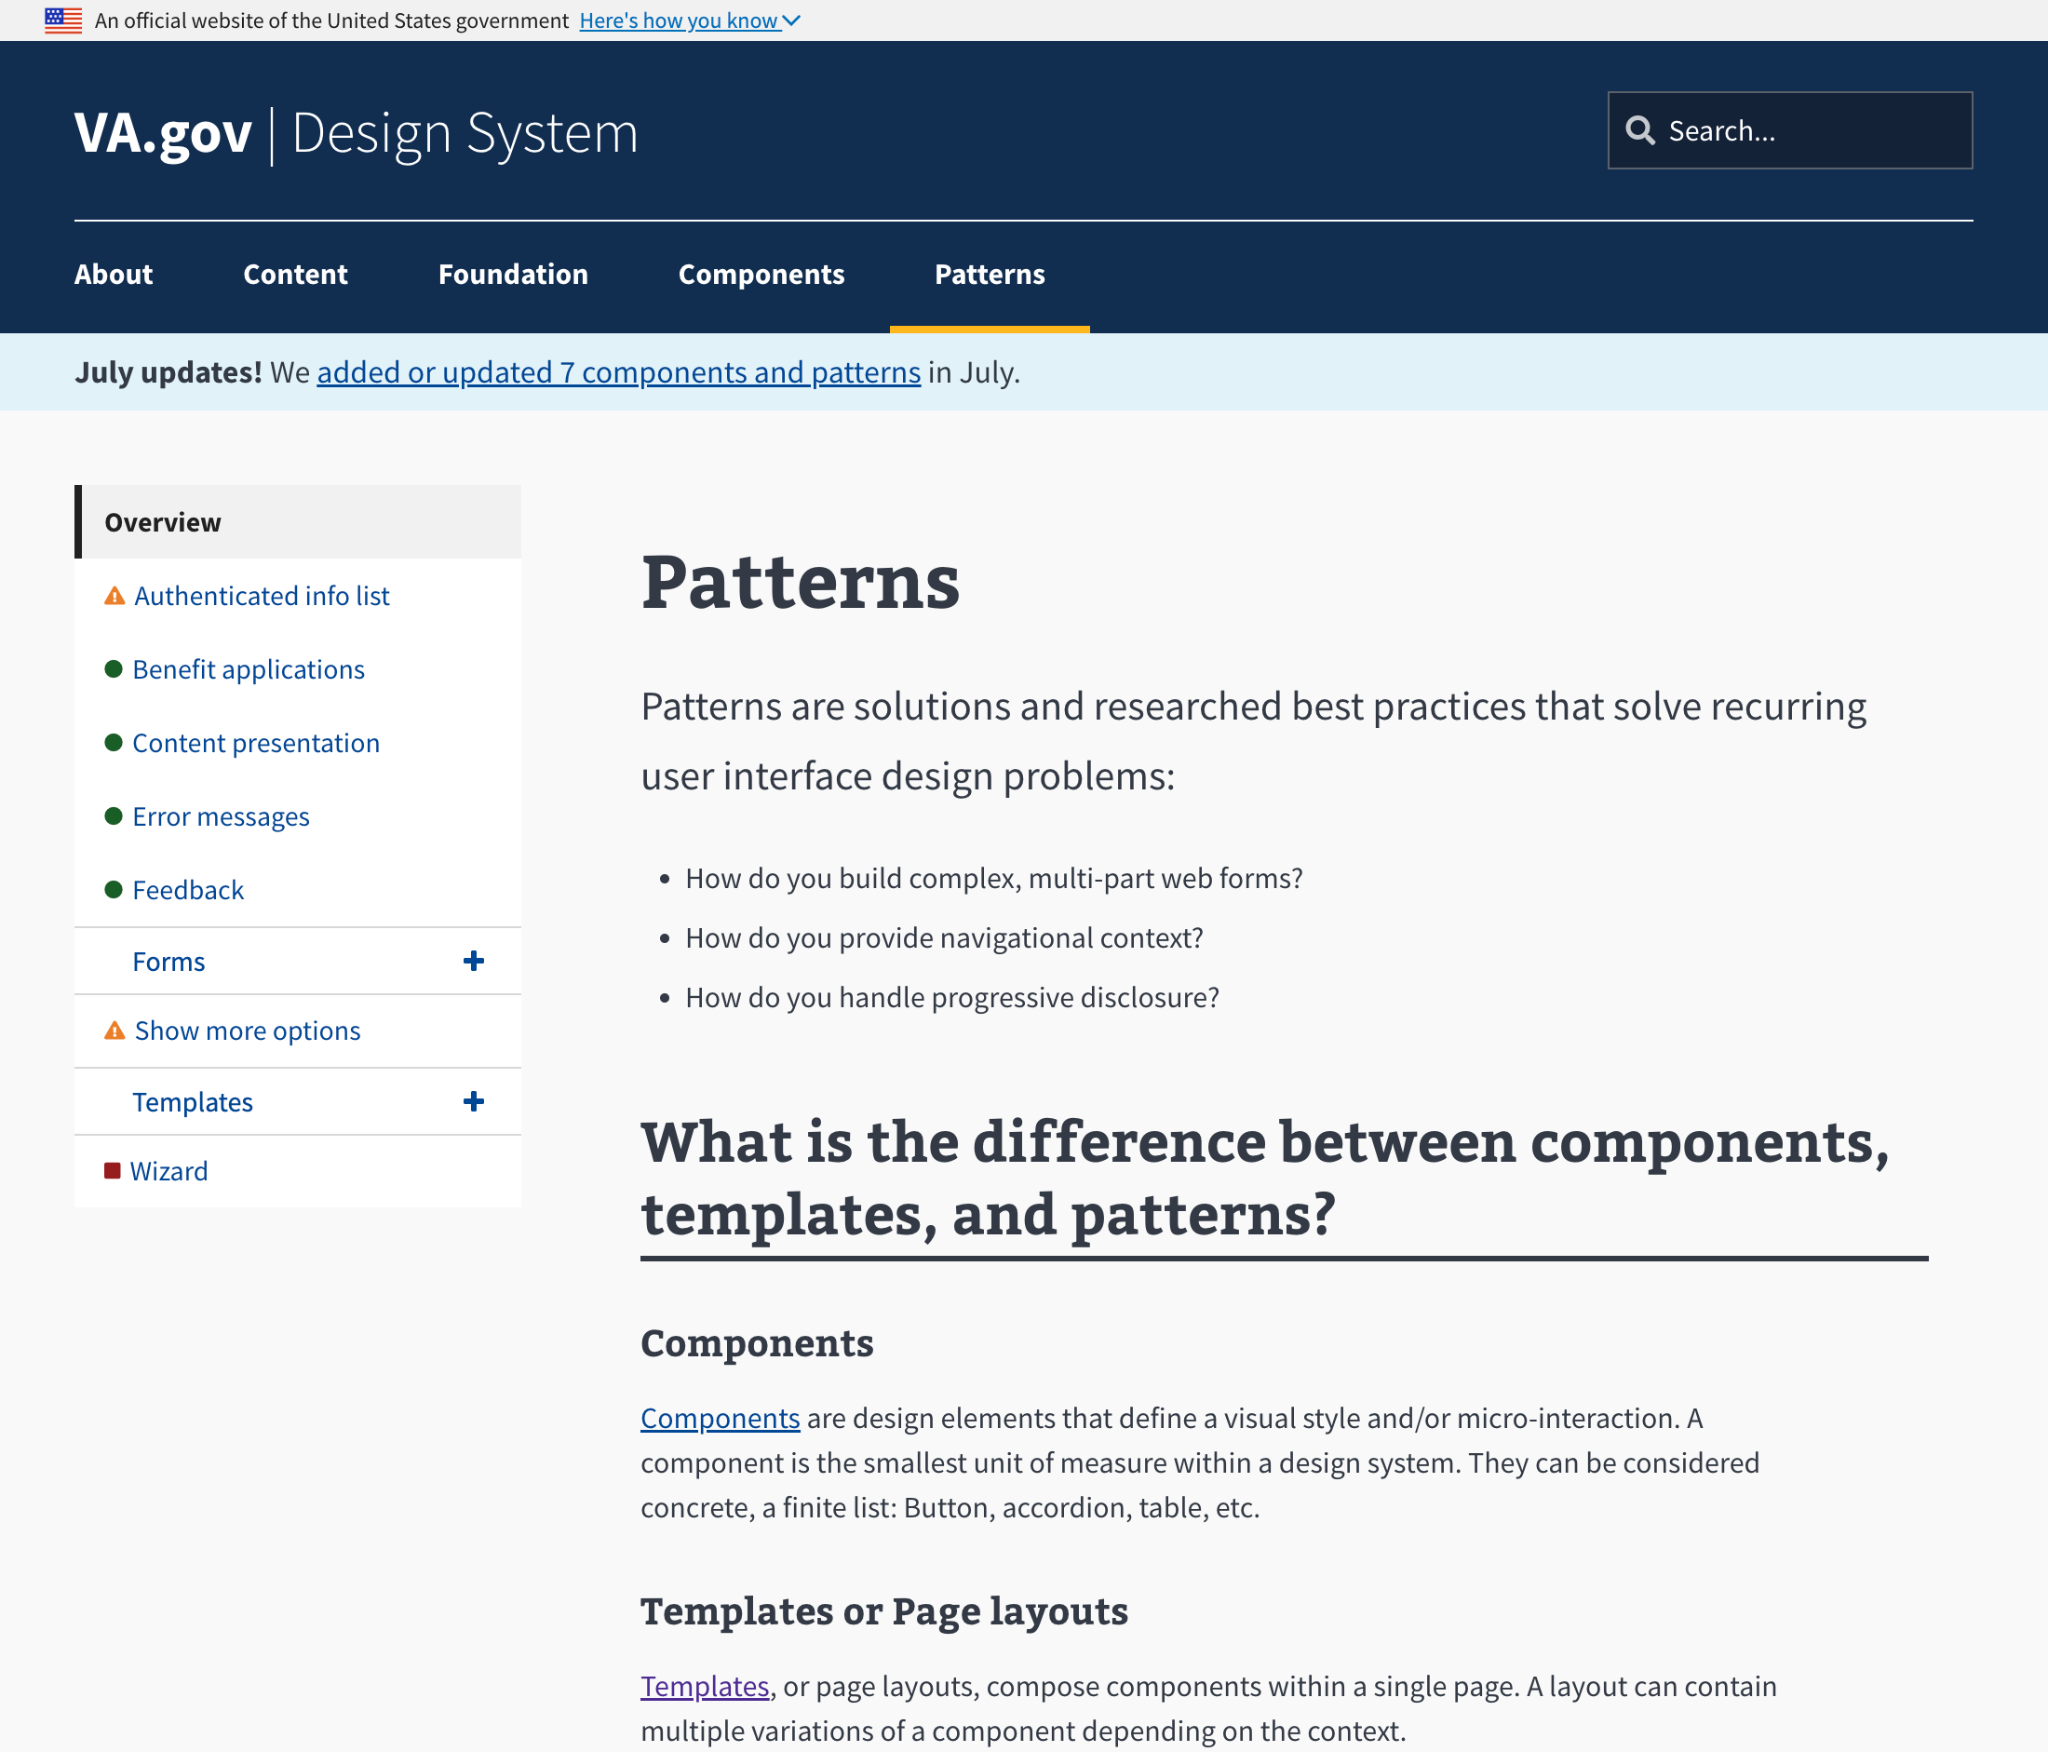 An official website of the United States government Here's how you know
VA.gov | Design System
Search...
About Content Foundation Components Patterns
July updates! We added or updated 7 components and patterns in July.
Overview
Authenticated info list
Benefit applications
Content presentation
Error messages
Feedback
Forms
Show more options
Templates
Wizard
Patterns
Patterns are solutions and researched best practices that solve recurring
user interface design problems:
• How do you build complex, multi-part web forms?
• How do you provide navigational context?
• How do you handle progressive disclosure?
What is the difference between components,
templates, and patterns?
Components
Components are design elements that define a visual style and/or micro-interaction. A
component is the smallest unit of measure within a design system. They can be considered
concrete, a finite list: Button, accordion, table, etc.
Templates or Page layouts
Templates, or page layouts, compose components within a single page. A layout can contain
multiple variations of a component depending on the context.